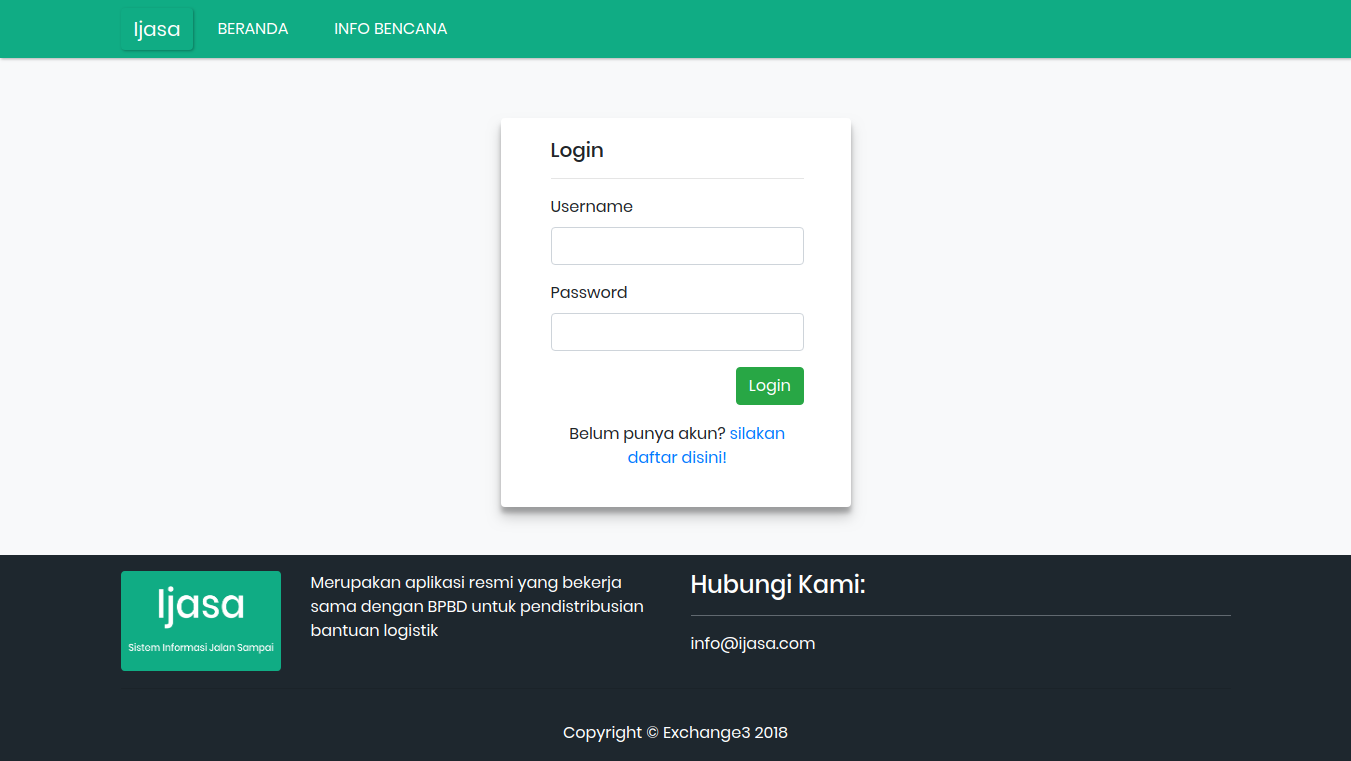 Ijasa
BERANDA
INFO BENCANA
Login
Username
Password
Login
Belum punya akun? silakan
daftar disini!
Ijasa
Sistem Informasi Jalan Sampai
Merupakan aplikasi resmi yang bekerja
sama dengan BPBD untuk pendistribusian
bantuan logistik
Hubungi Kami:
info@ijasa.com
Copyright © Exchange3 2018